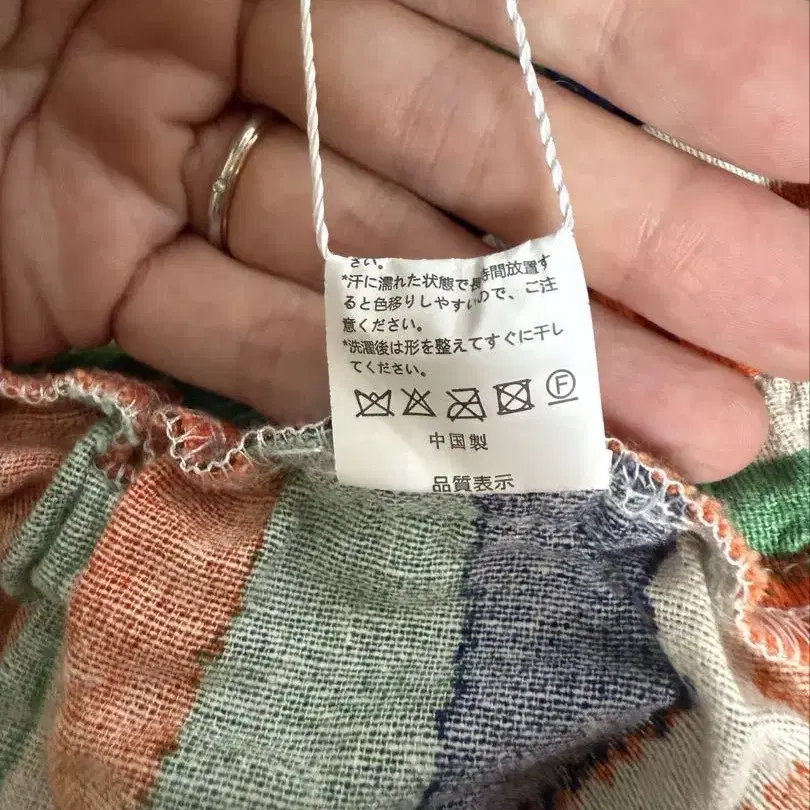 さい。
*汗に濡れた状態で長時間放置す
ると色移りしやすいので、ご注
意ください。
*洗濯後は形を整えてすぐに干し
てください。
F
中国製
品質表示